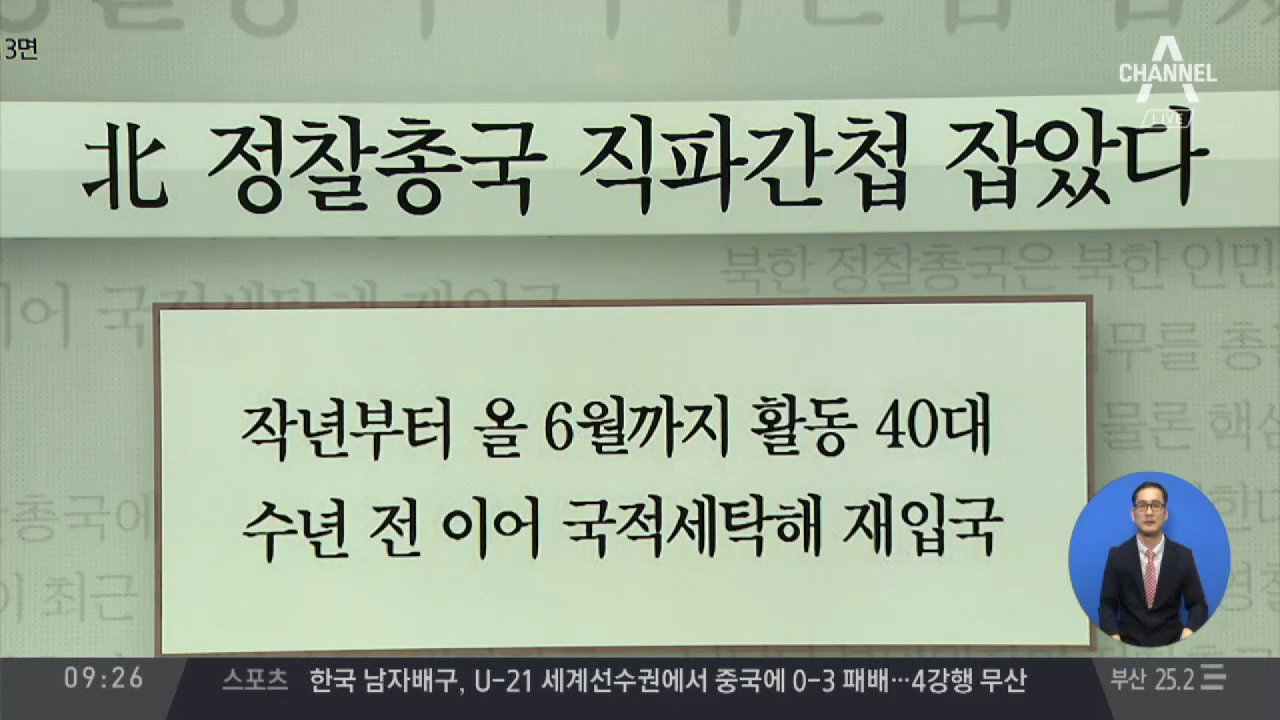 3면
CHANNEL A
LIVE
北 정찰총국 직파간첩 잡았다
북한 정찰총국은 북한 인민
작년부터 올 6월까지 활동 40대
수년 전 이어 국적세탁해 재입국
09:26 스포츠 한국 남자배구, U-21 세계선수권에서 중국에 0-3 패배…4강행 무산 부산 25.2